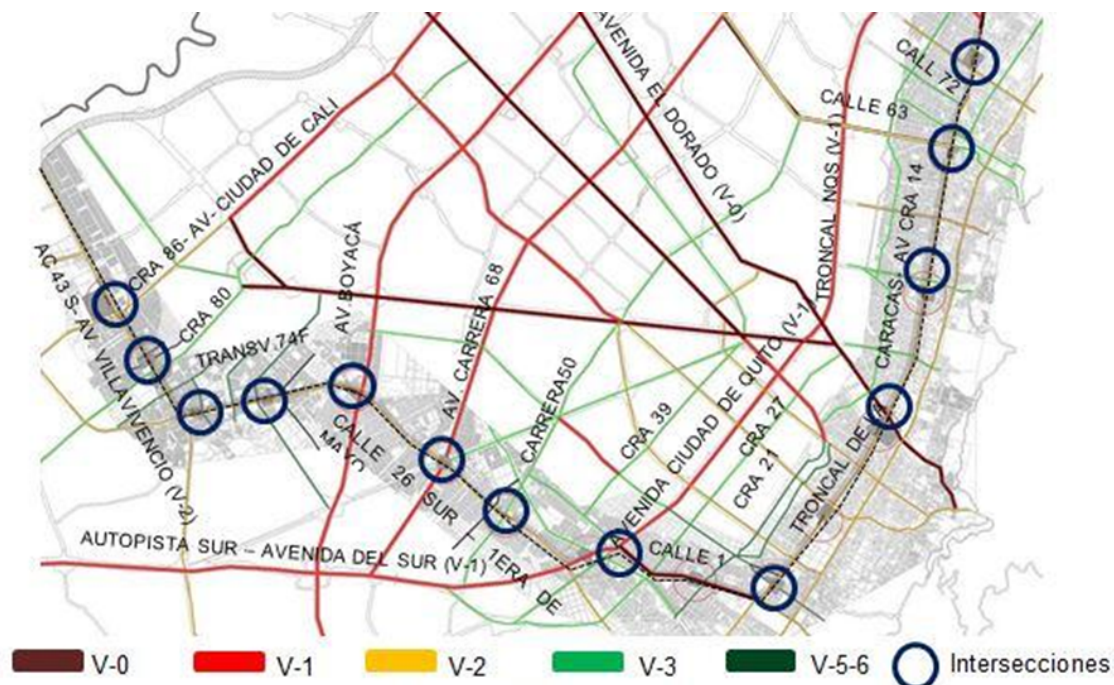 AVENIDA EL DORADO (V-0)
CALL 72
CALLE 63
TRONCAL NQS (V-1)
CARACAS- AV CRA 14
CRA 86- AV- CIUDAD DE CALI
AC 43 S- AV. VILLAVIVENCIO (V-2)
CRA 80
TRANSV.74F
AV.BOYACÁ
AV. CARRERA 68
CARRERA50
CRA 39
AVENIDA CIUDAD DE QUITO (V-1)
CRA 27
CRA 21
TRONCAL DE
CALLE 26 SUR
1ERA DE
MAYO
CALLE 1
AUTOPISTA SUR – AVENIDA DEL SUR (V-1)
V-0
V-1
V-2
V-3
V-5-6
Intersecciones